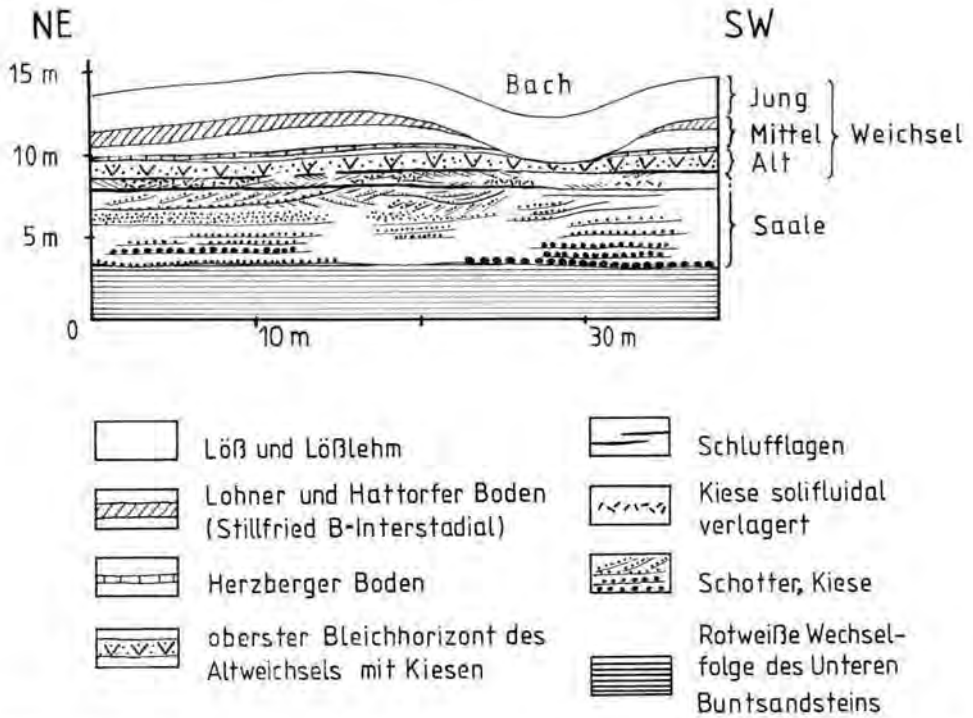 NE
SW
15 m
Bach
Jung
Mittel
Weichsel
10 m
Alt
5 m
Saale
0
10 m
30 m
Löß und Lößlehm
Lohner und Hattorfer Boden
(Stillfried B-Interstadial)
Herzberger Boden
oberster Bleichhorizont des
Altweichsels mit Kiesen
Schlufflagen
Kiese solifluidal
verlagert
Schotter, Kiese
Rotweiße Wechsel-
folge des Unteren
Buntsandsteins